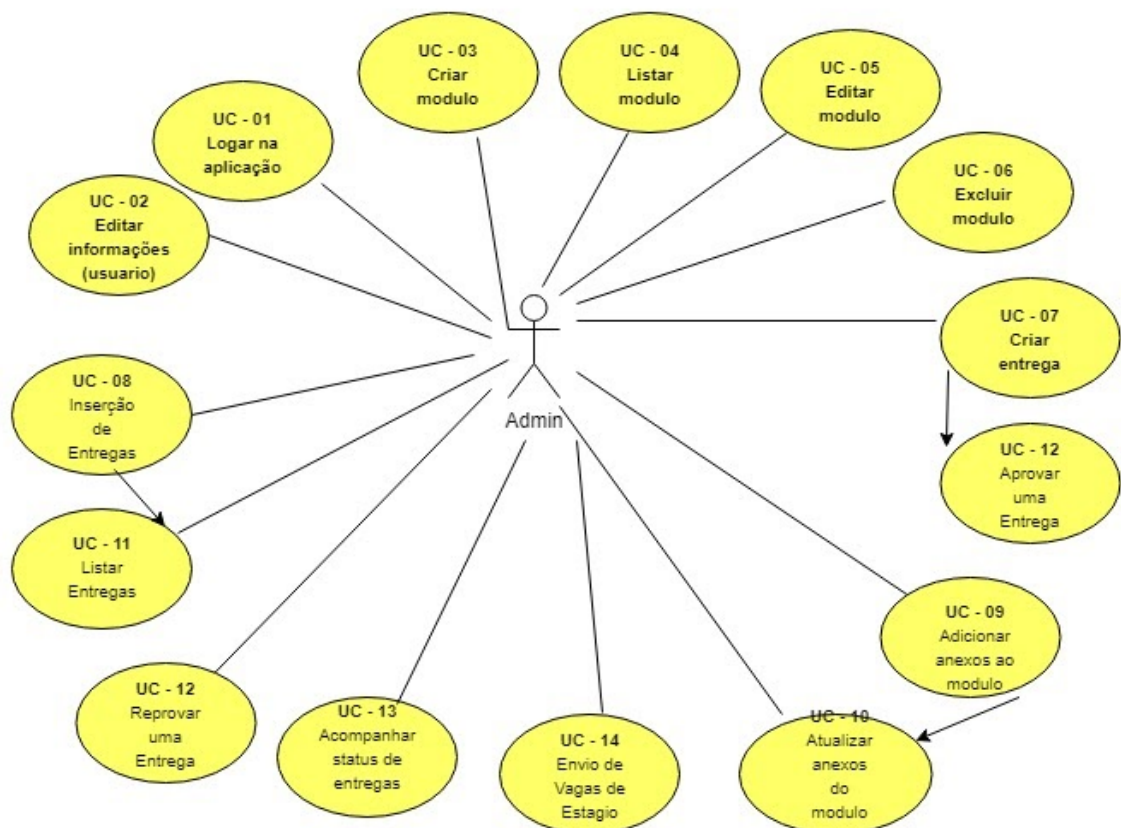 UC - 03
Criar
modulo
UC - 04
Listar
modulo
UC - 05
Editar
modulo
UC - 01
Logar na
aplicação
UC - 06
Excluir
modulo
UC - 02
Editar
informações
(usuario)
UC - 07
Criar
entrega
UC - 08
Inserção
de
Entregas
Admin
UC - 12
Aprovar
uma
Entrega
UC - 11
Listar
Entregas
UC - 09
Adicionar
anexos ao
modulo
UC - 12
Reprovar
uma
Entrega
UC - 13
Acompanhar
status de
entregas
UC - 14
Envio de
Vagas de
Estagio
UC - 10
Atualizar
anexos
do
modulo